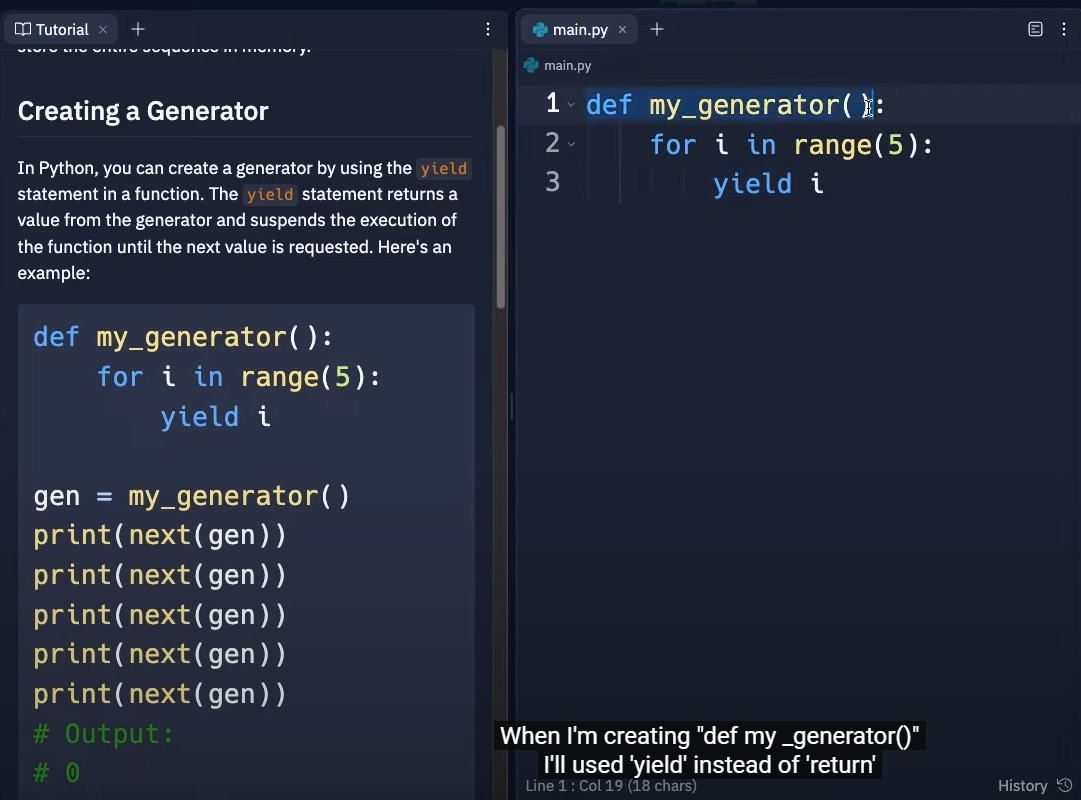 Tutorial
store the entire sequence in memory.
Creating a Generator
In Python, you can create a generator by using the yield
statement in a function. The yield statement returns a
value from the generator and suspends the execution of
the function until the next value is requested. Here's an
example:
def my_generator():
    for i in range(5):
        yield i
gen = my_generator()
print(next(gen))
print(next(gen))
print(next(gen))
print(next(gen))
print(next(gen))
# Output:
# 0
main.py
main.py
1 def my_generator():
2     for i in range(5):
3         yield i
When I'm creating "def my _generator()"
I'll used 'yield' instead of 'return'
Line 1 : Col 19 (18 chars)
History